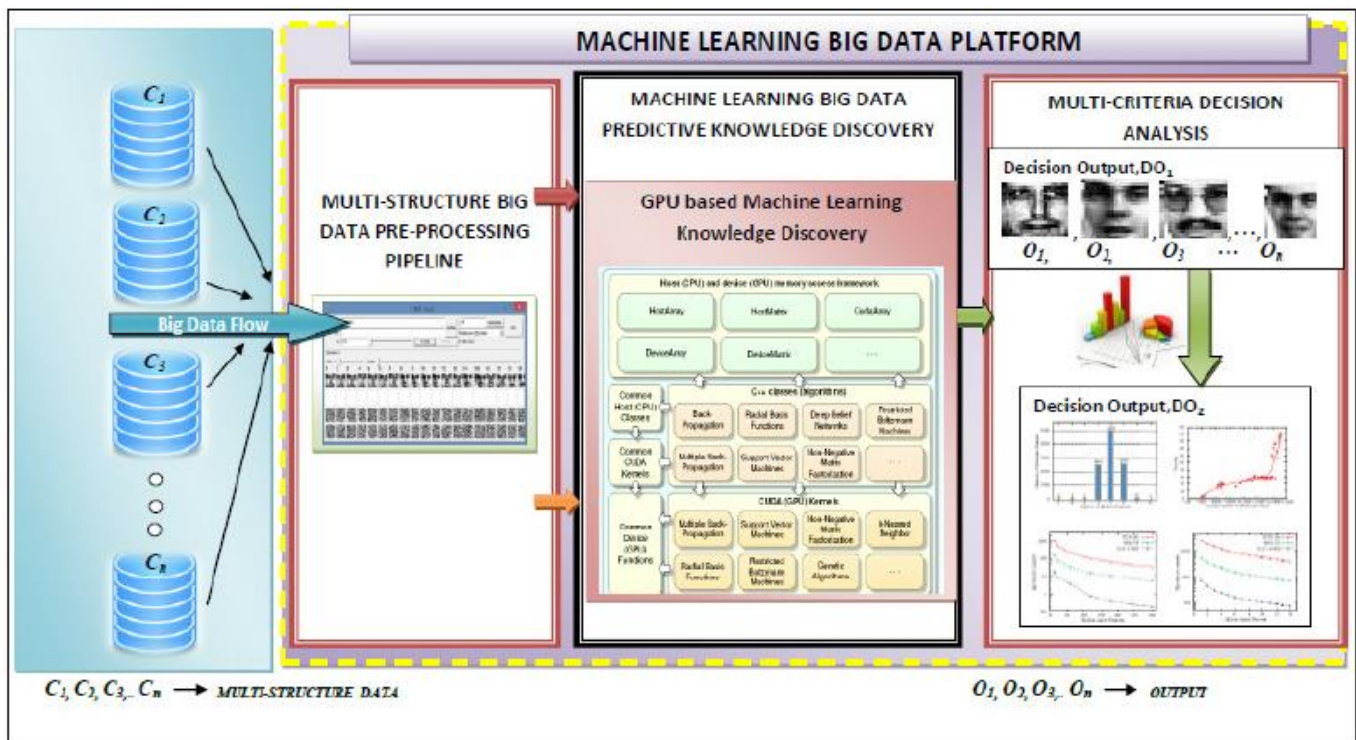 MACHINE LEARNING BIG DATA PLATFORM
C1
C2
Big Data Flow
C3
Cn
C1, C2, C3,.. Cn → MULTI-STRUCTURE DATA
MULTI-STRUCTURE BIG
DATA PRE-PROCESSING
PIPELINE
MACHINE LEARNING BIG DATA
PREDICTIVE KNOWLEDGE DISCOVERY
GPU based Machine Learning
Knowledge Discovery
Host (CPU) and device (GPU) memory access framework
HostArray
HostMatrix
CudaArray
DeviceArray
DeviceMatrix
....
Common
Host (CPU)
Classes
C++ classes (algorithms)
Back-
Propagation
Radial Basis
Functions
Deep Belief
Networks
Restricted
Boltzmann
Machines
Common
CUDA
Kernels
Multiple Back-
Propagation
Support Vector
Machines
Non-Negative
Matrix
Factorization
....
Common
Device
(GPU)
Functions
CUDA (GPU) Kernels
Multiple Back-
Propagation
Support Vector
Machines
Non-Negative
Matrix
Factorization
k-Nearest
Neighbor
Radial Basis
Functions
Restricted
Boltzmann
Machines
Genetic
Algorithms
....
MULTI-CRITERIA DECISION
ANALYSIS
Decision Output,DO1
, , ,...,
O1, O2, O3 ... On
Decision Output,DO2
O1, O2, O3,.. On → OUTPUT